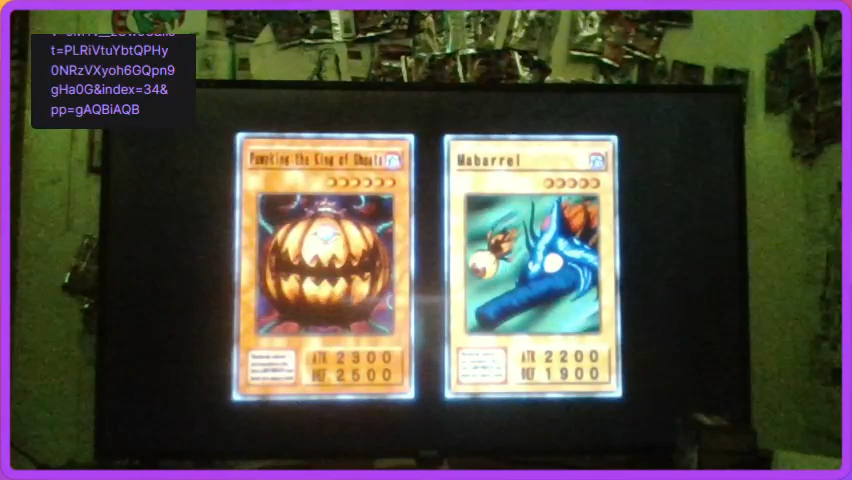 t=PLRiVtuYbtQPHy
0NRzVXyoh6GQpn9
gHa0G&index=34&
pp=gAQBiAQB
Pumpking the King of Ghosts
Mabarrel
ATK 2300
DEF 2500
ATK 2200
DEF 1900